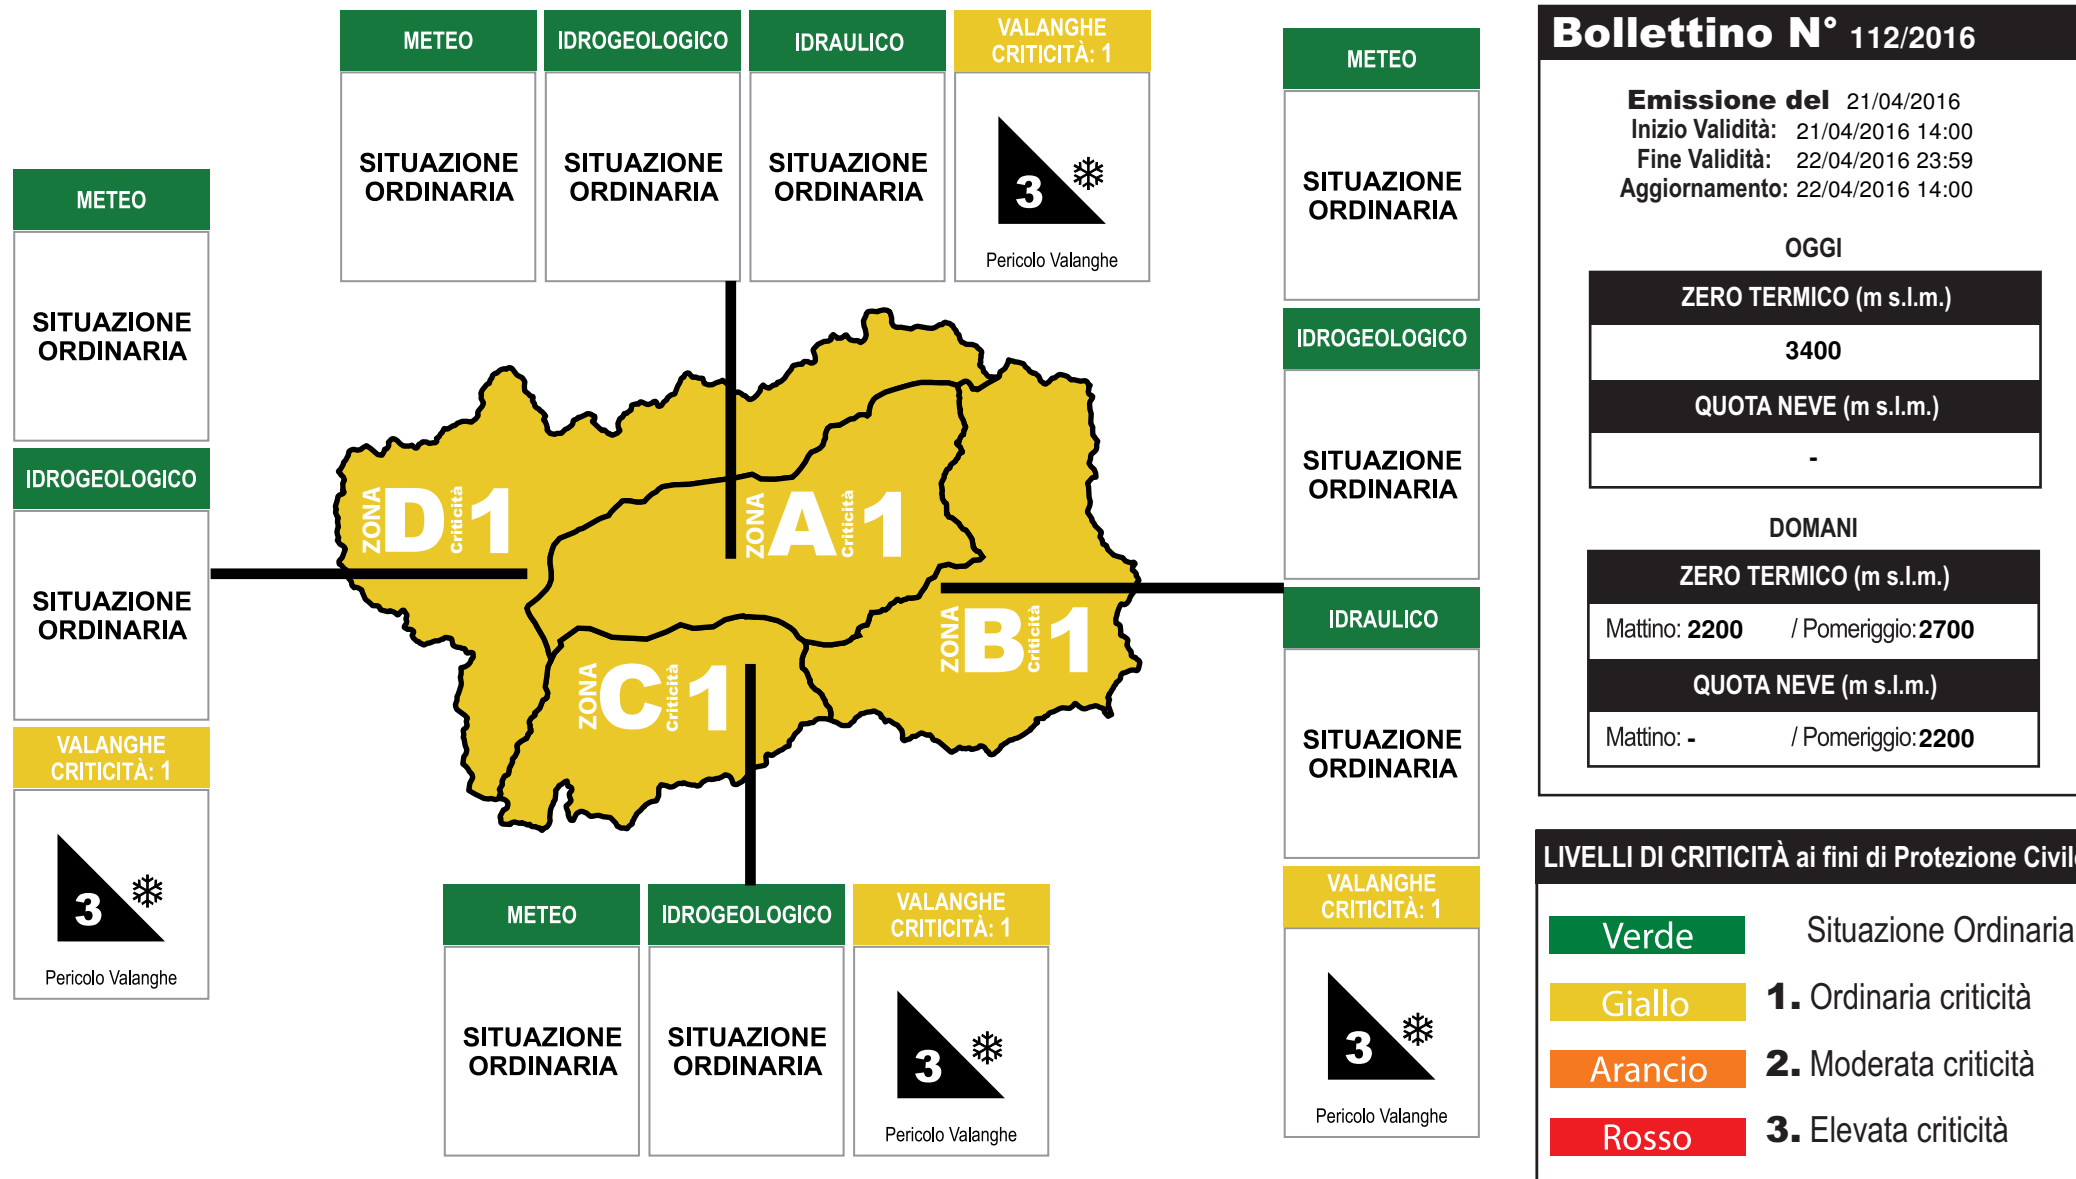 METEO
IDROGEOLOGICO
IDRAULICO
VALANGHE
CRITICITÀ: 1
SITUAZIONE
ORDINARIA
SITUAZIONE
ORDINARIA
SITUAZIONE
ORDINARIA
3
Pericolo Valanghe
METEO
SITUAZIONE
ORDINARIA
IDROGEOLOGICO
SITUAZIONE
ORDINARIA
VALANGHE
CRITICITÀ: 1
3
Pericolo Valanghe
ZONA D Criticità 1
ZONA A Criticità 1
ZONA B Criticità 1
ZONA C Criticità 1
METEO
IDROGEOLOGICO
VALANGHE
CRITICITÀ: 1
SITUAZIONE
ORDINARIA
SITUAZIONE
ORDINARIA
3
Pericolo Valanghe
METEO
SITUAZIONE
ORDINARIA
IDROGEOLOGICO
SITUAZIONE
ORDINARIA
IDRAULICO
SITUAZIONE
ORDINARIA
VALANGHE
CRITICITÀ: 1
3
Pericolo Valanghe
Bollettino N° 112/2016
Emissione del 21/04/2016
Inizio Validità: 21/04/2016 14:00
Fine Validità: 22/04/2016 23:59
Aggiornamento: 22/04/2016 14:00
OGGI
ZERO TERMICO (m s.l.m.)
3400
QUOTA NEVE (m s.l.m.)
-
DOMANI
ZERO TERMICO (m s.l.m.)
Mattino: 2200 / Pomeriggio: 2700
QUOTA NEVE (m s.l.m.)
Mattino: - / Pomeriggio: 2200
LIVELLI DI CRITICITÀ ai fini di Protezione Civile
Verde Situazione Ordinaria
Giallo 1. Ordinaria criticità
Arancio 2. Moderata criticità
Rosso 3. Elevata criticità